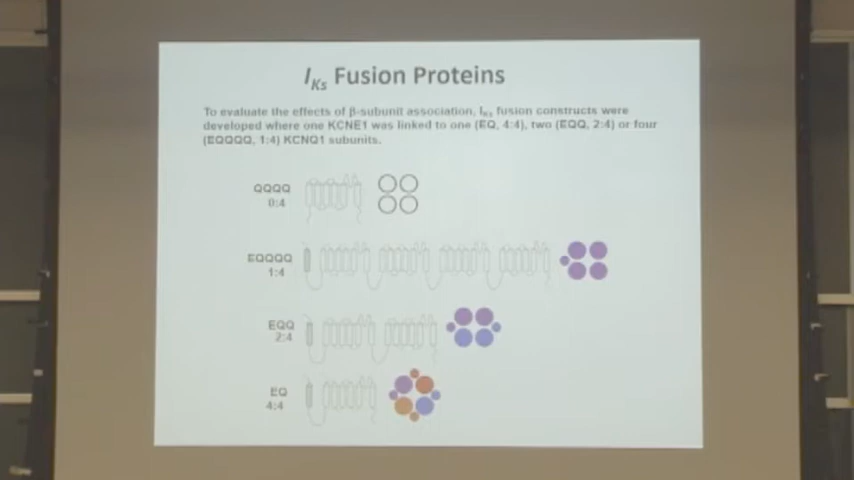 IKs Fusion Proteins
To evaluate the effects of β-subunit association, IKs fusion constructs were
developed where one KCNE1 was linked to one (EQ, 4:4), two (EQQ, 2:4) or four
(EQQQQ, 1:4) KCNQ1 subunits.
QQQQ
0:4
EQQQQ
1:4
EQQ
2:4
EQ
4:4